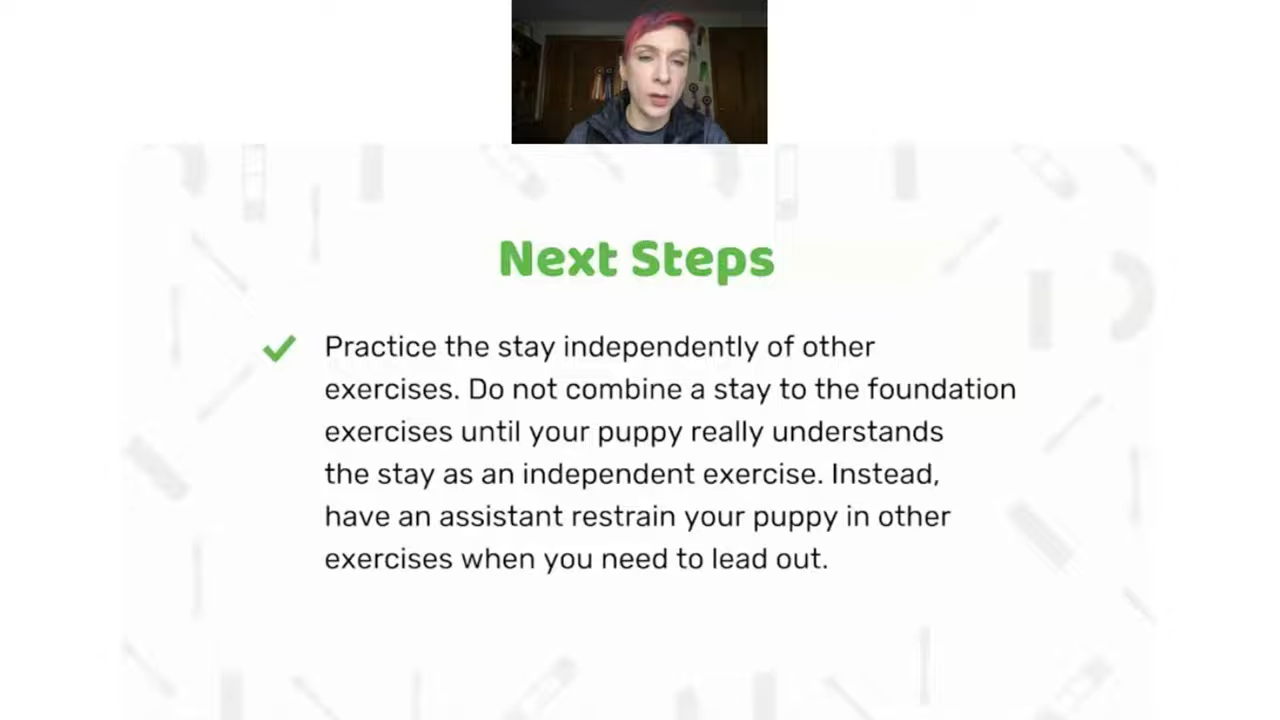 Next Steps
Practice the stay independently of other
exercises. Do not combine a stay to the foundation
exercises until your puppy really understands
the stay as an independent exercise. Instead,
have an assistant restrain your puppy in other
exercises when you need to lead out.